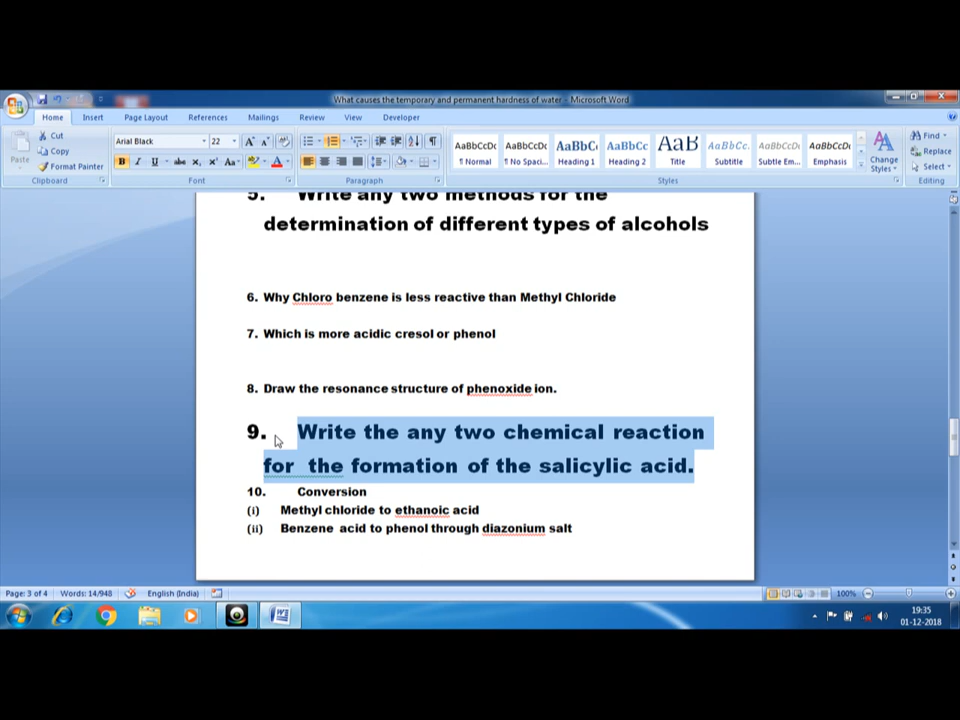 What causes the temporary and permanent hardness of water - Microsoft Word
Home Insert Page Layout References Mailings Review View Developer
Paste
Cut
Copy
Format Painter
Clipboard
Arial Black 22
Font
Paragraph
AaBbCcDc AaBbCcDc AaBbC AaBbCc AaB AaBbCc. AaBbCcDc AaBbCcDc
¶ Normal ¶ No Spaci... Heading 1 Heading 2 Title Subtitle Subtle Em... Emphasis
Styles
Change Styles
Find
Replace
Select
Editing
5. Write any two methods for the
determination of different types of alcohols
6. Why Chloro benzene is less reactive than Methyl Chloride
7. Which is more acidic cresol or phenol
8. Draw the resonance structure of phenoxide ion.
9. Write the any two chemical reaction
for the formation of the salicylic acid.
10. Conversion
(i) Methyl chloride to ethanoic acid
(ii) Benzene acid to phenol through diazonium salt
Page: 3 of 4 Words: 14/948 English (India) 100%
19:35
01-12-2018